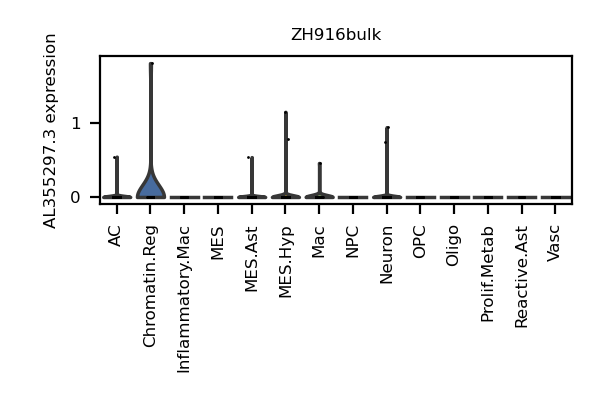 ZH916bulk
AL355297.3 expression
1
0
AC
Chromatin.Reg
Inflammatory.Mac
MES
MES.Ast
MES.Hyp
Mac
NPC
Neuron
OPC
Oligo
Prolif.Metab
Reactive.Ast
Vasc